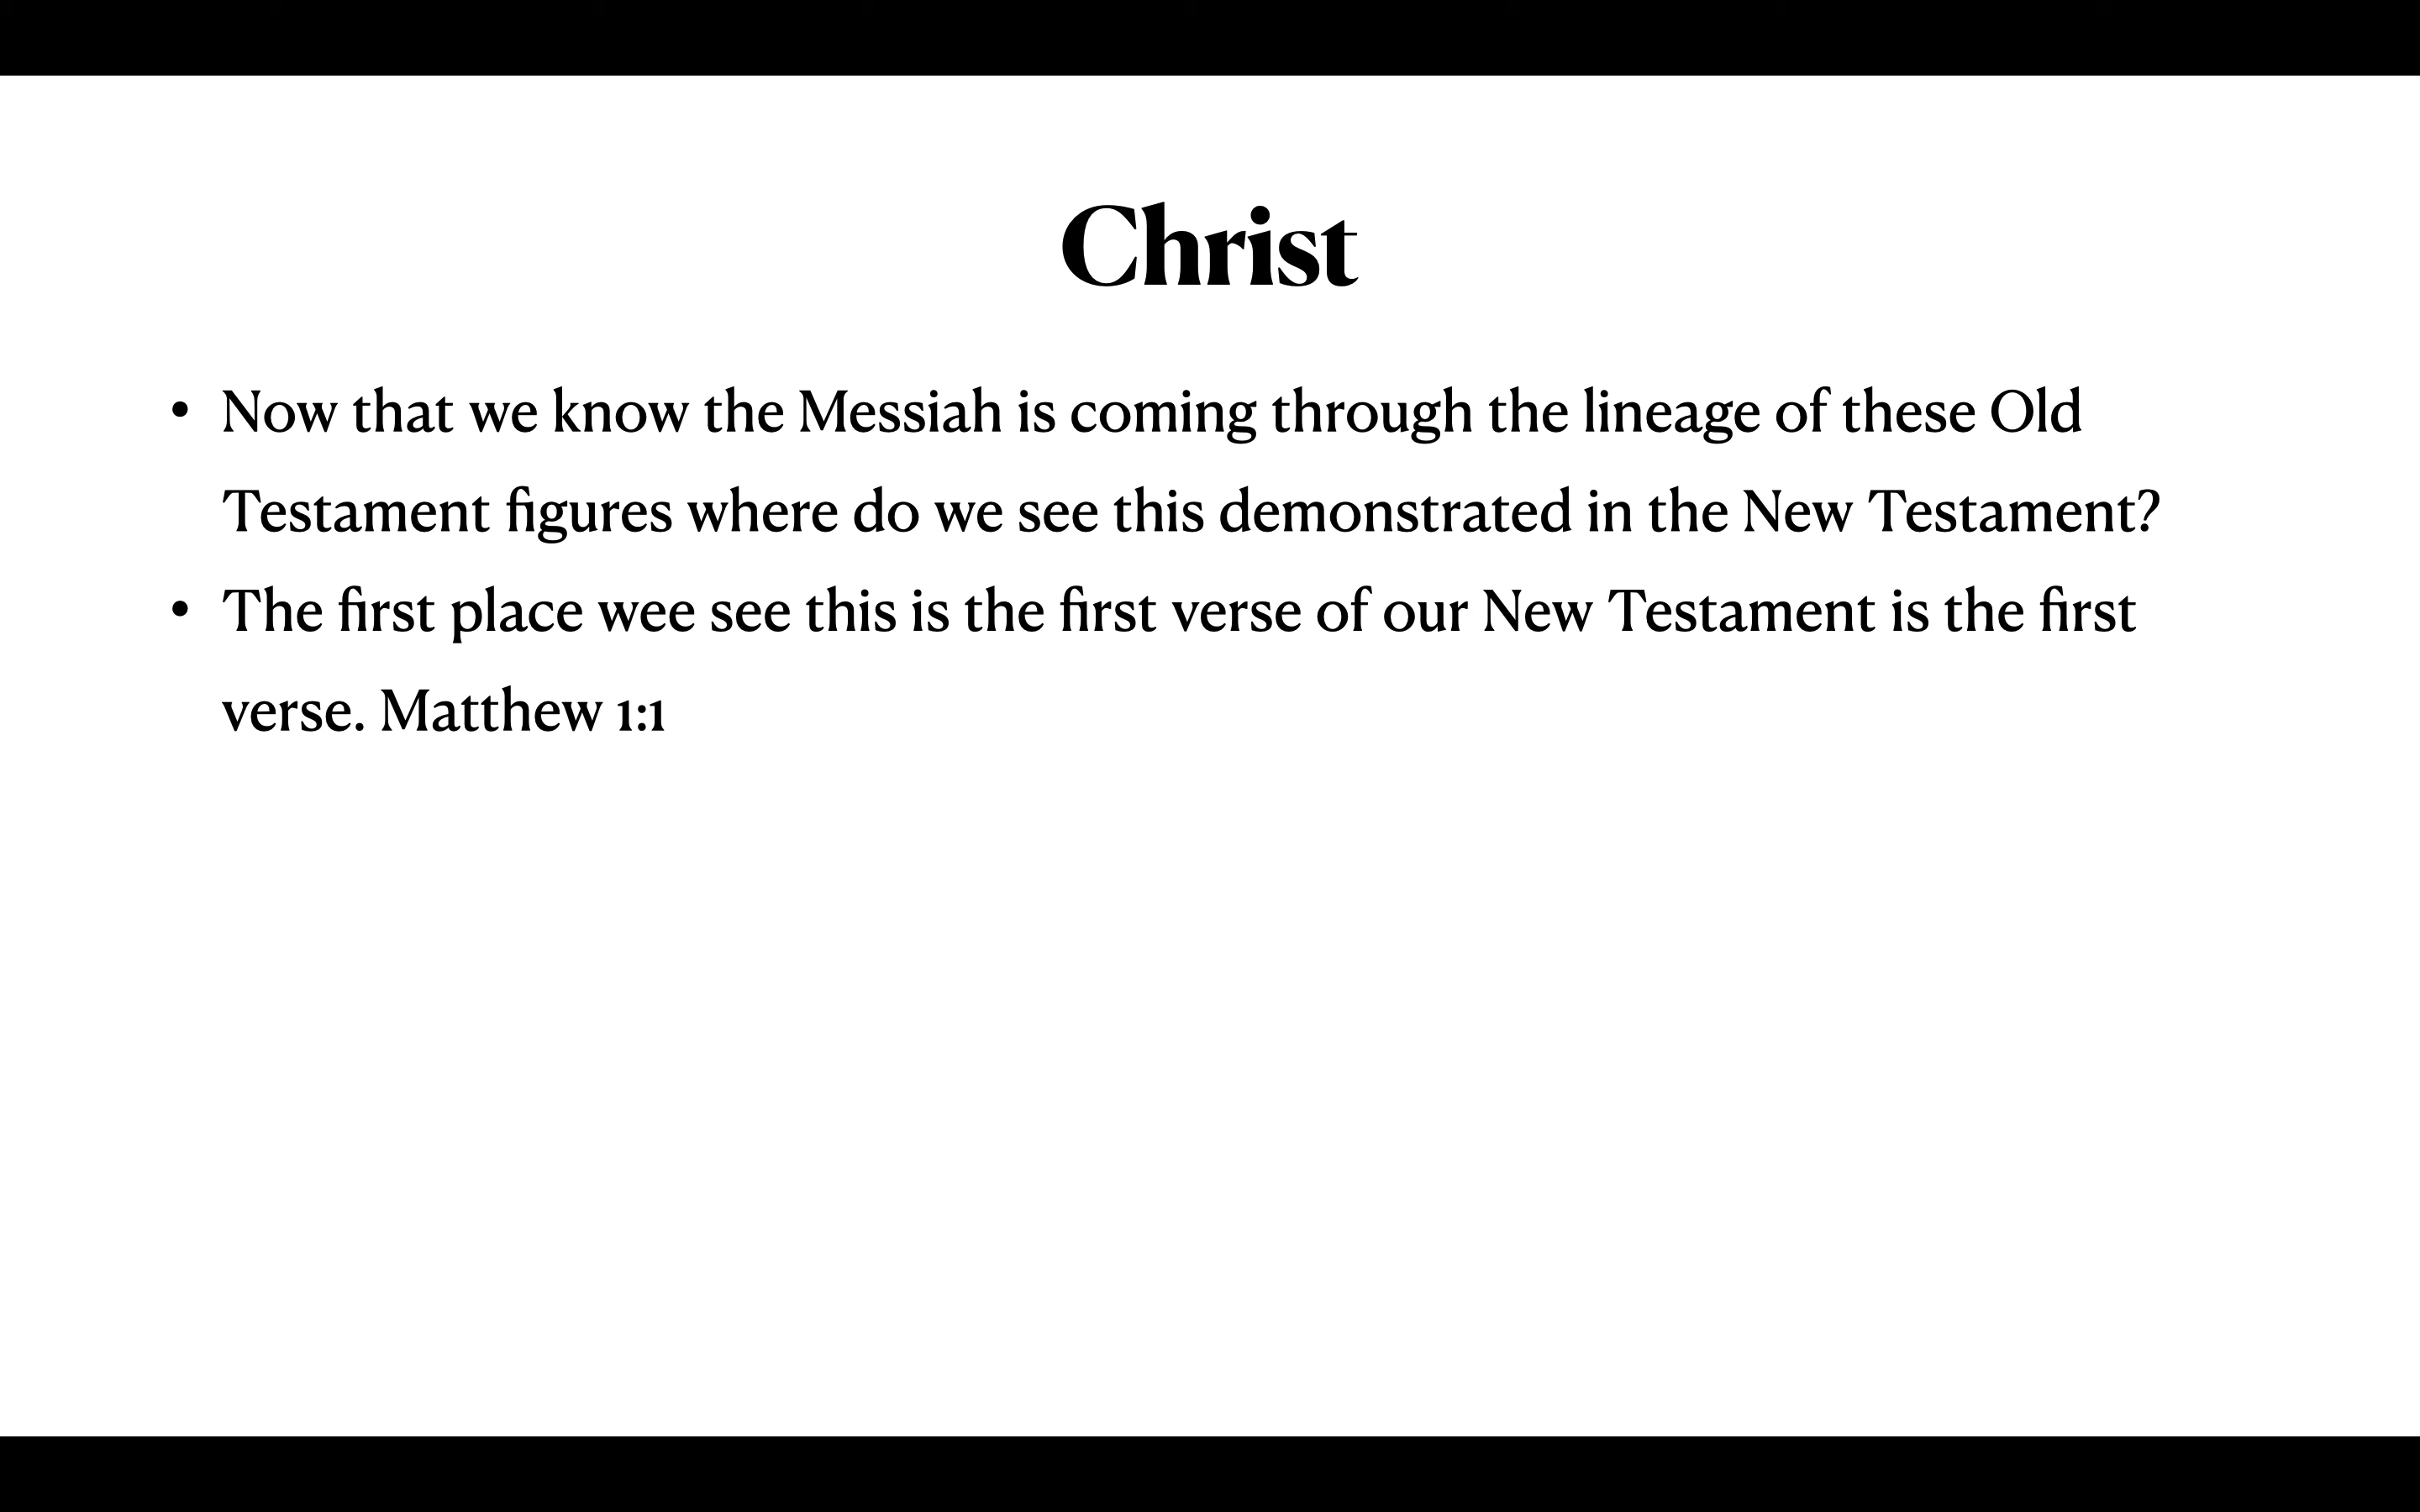 Christ
• Now that we know the Messiah is coming through the lineage of these Old
Testament figures where do we see this demonstrated in the New Testament?
• The first place wee see this is the first verse of our New Testament is the first
verse. Matthew 1:1